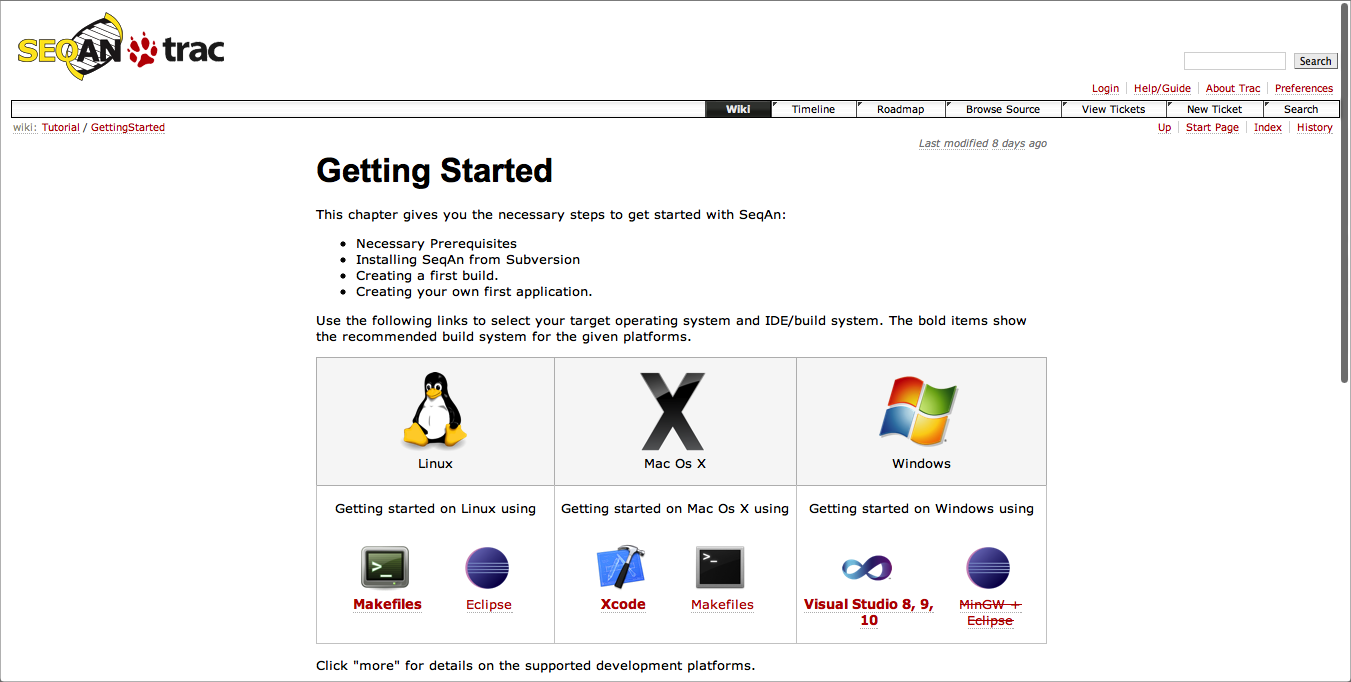 SEQAN trac
Search
Login Help/Guide About Trac Preferences
Wiki Timeline Roadmap Browse Source View Tickets New Ticket Search
wiki: Tutorial / GettingStarted
Up Start Page Index History
Last modified 8 days ago
Getting Started
This chapter gives you the necessary steps to get started with SeqAn:
• Necessary Prerequisites
• Installing SeqAn from Subversion
• Creating a first build.
• Creating your own first application.
Use the following links to select your target operating system and IDE/build system. The bold items show
the recommended build system for the given platforms.
Linux Mac Os X Windows
Getting started on Linux using
>_
Makefiles Eclipse
Getting started on Mac Os X using
>_
Xcode Makefiles
Getting started on Windows using
Visual Studio 8, 9,
10
MinGW +
Eclipse
Click "more" for details on the supported development platforms.